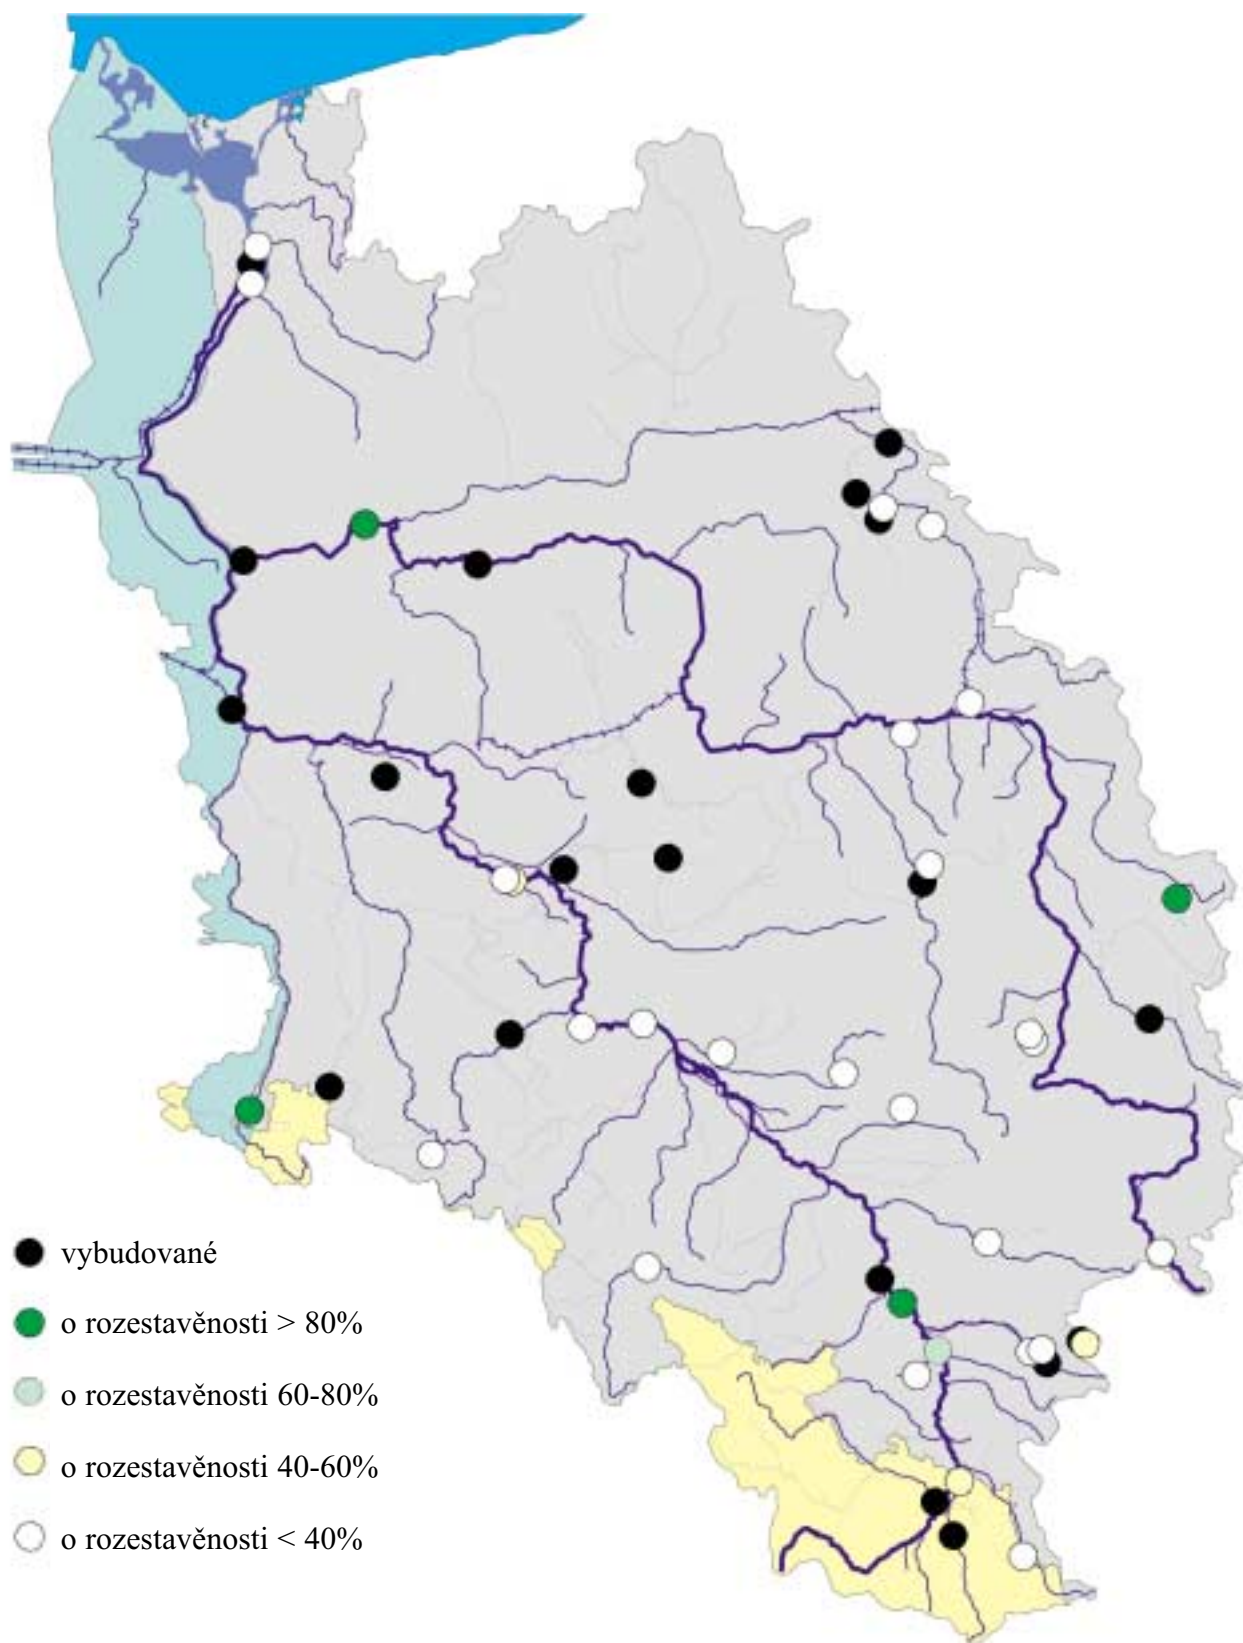 vybudované
o rozestavěnosti > 80%
o rozestavěnosti 60-80%
o rozestavěnosti 40-60%
o rozestavěnosti < 40%